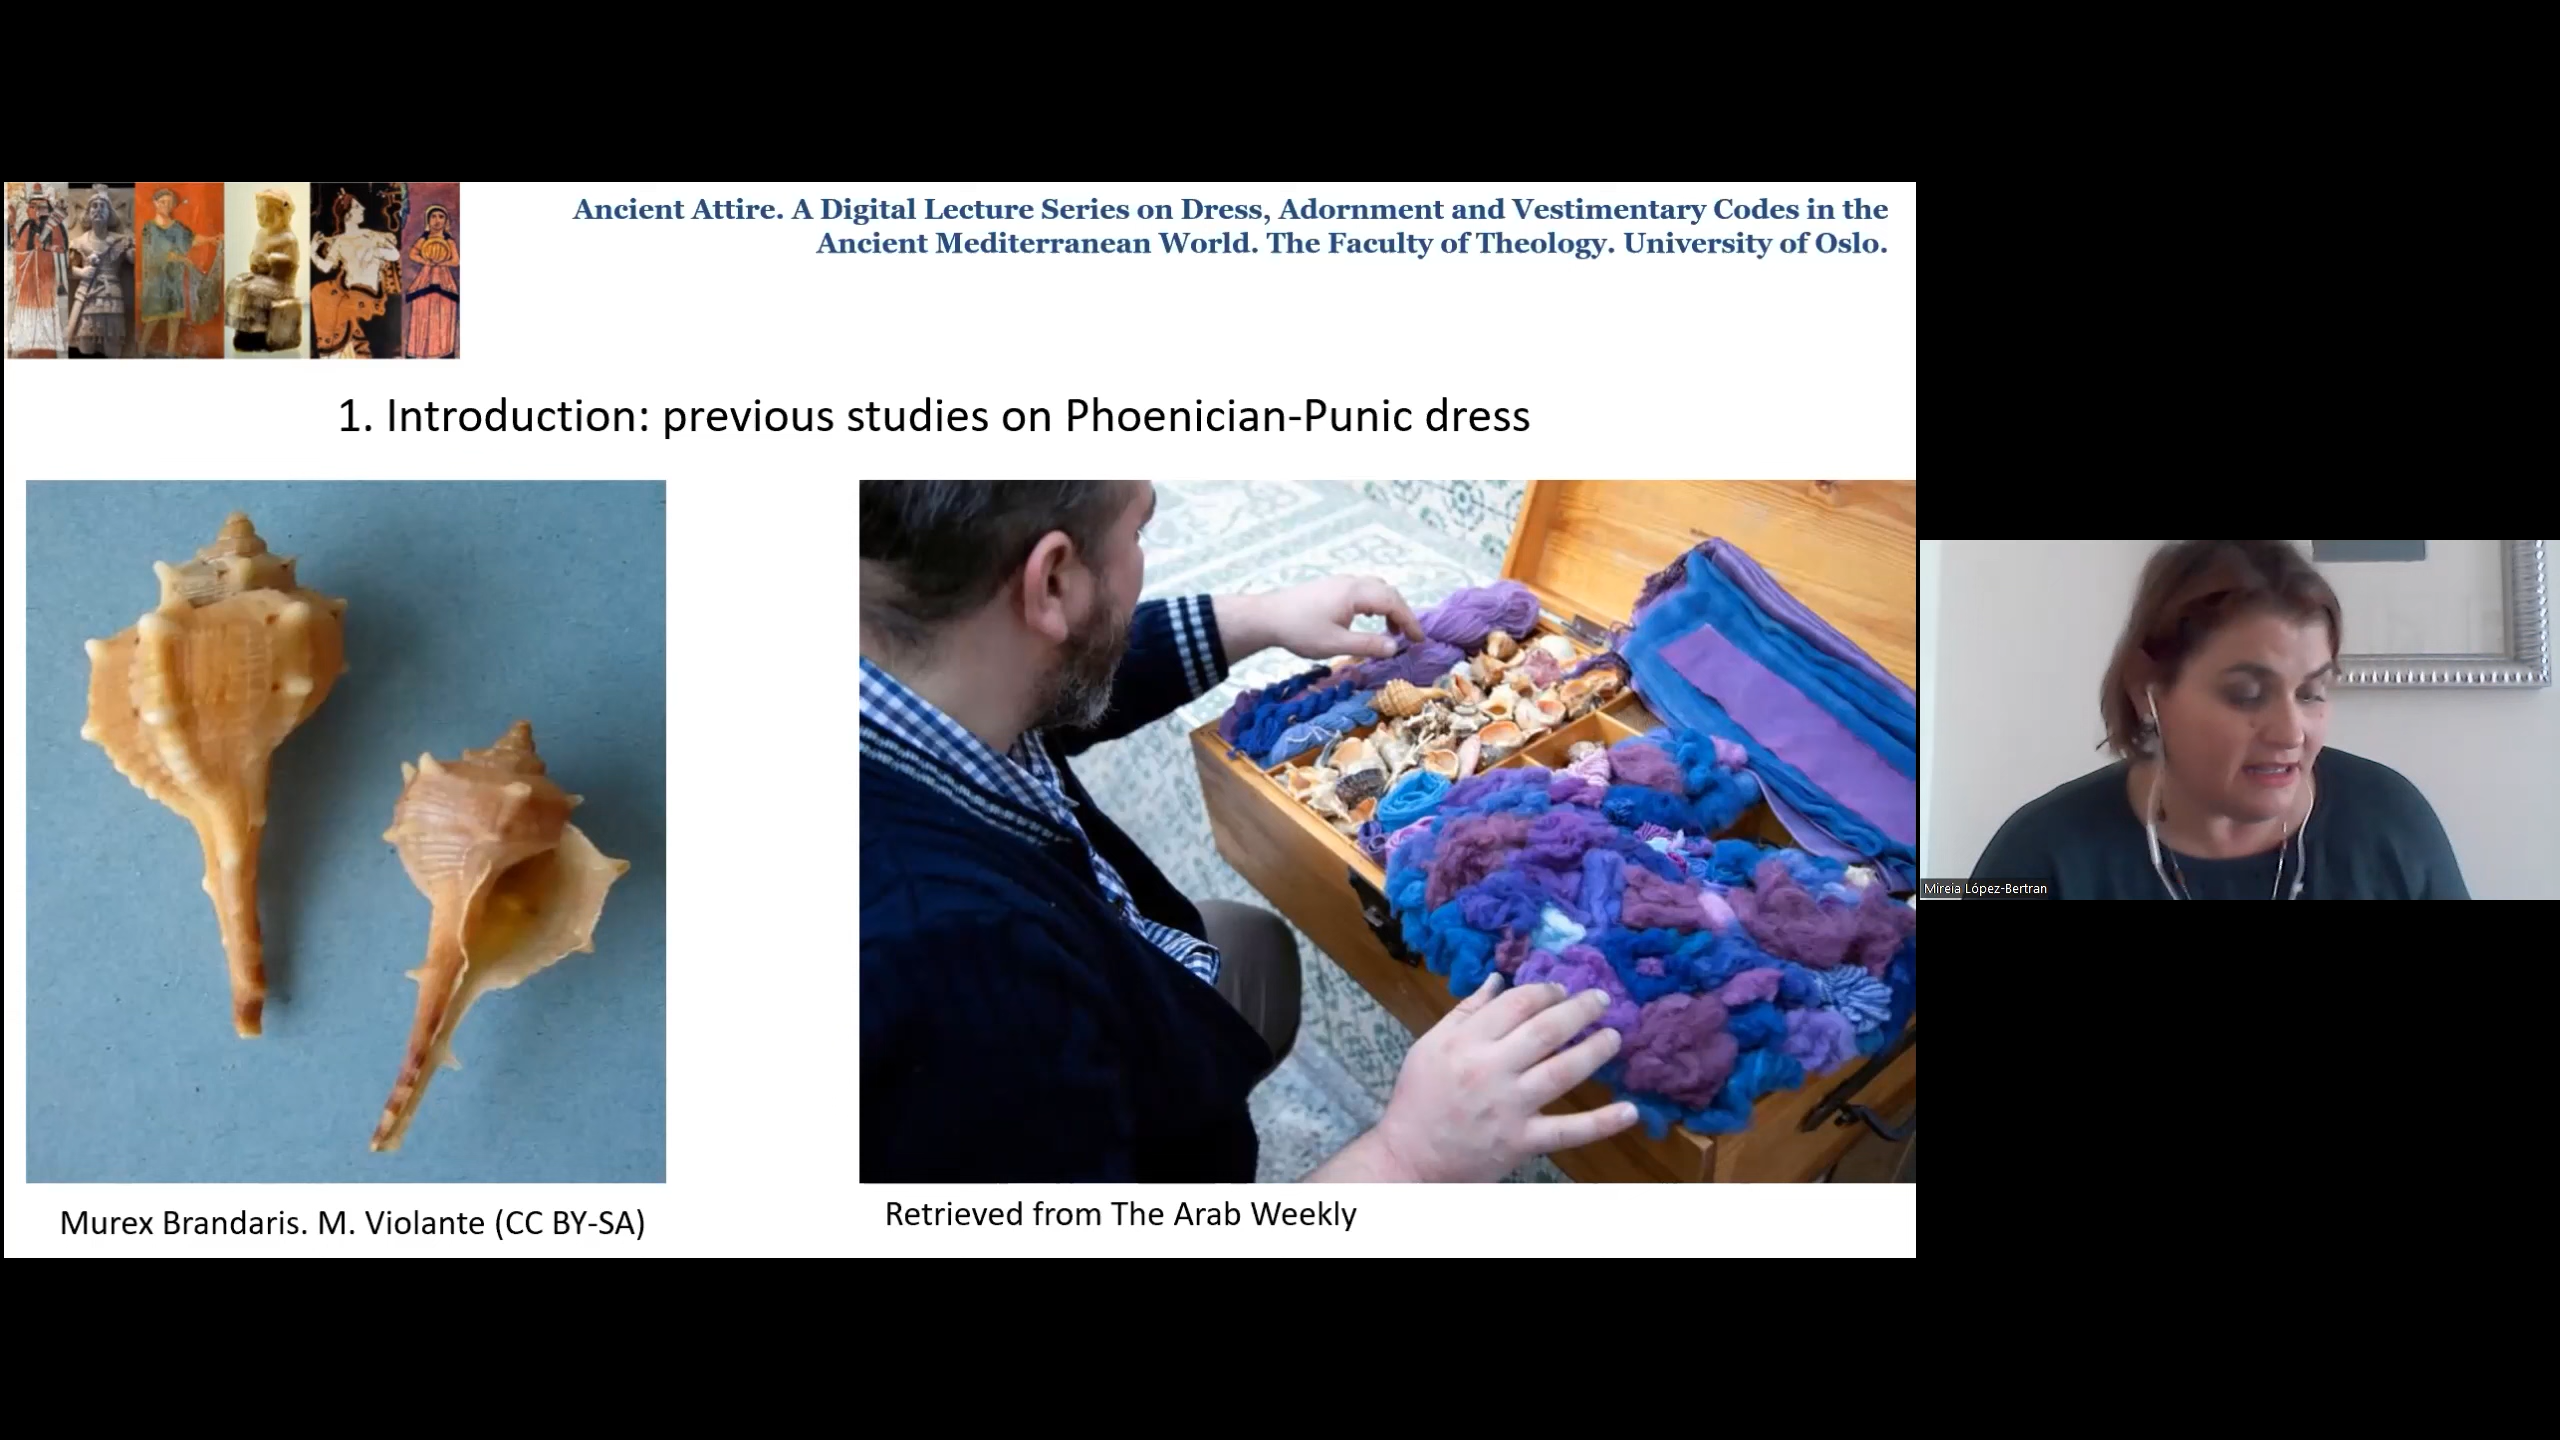 Ancient Attire. A Digital Lecture Series on Dress, Adornment and Vestimentary Codes in the
Ancient Mediterranean World. The Faculty of Theology. University of Oslo.
1. Introduction: previous studies on Phoenician-Punic dress
Murex Brandaris. M. Violante (CC BY-SA)
Retrieved from The Arab Weekly
Mireia López-Bertran